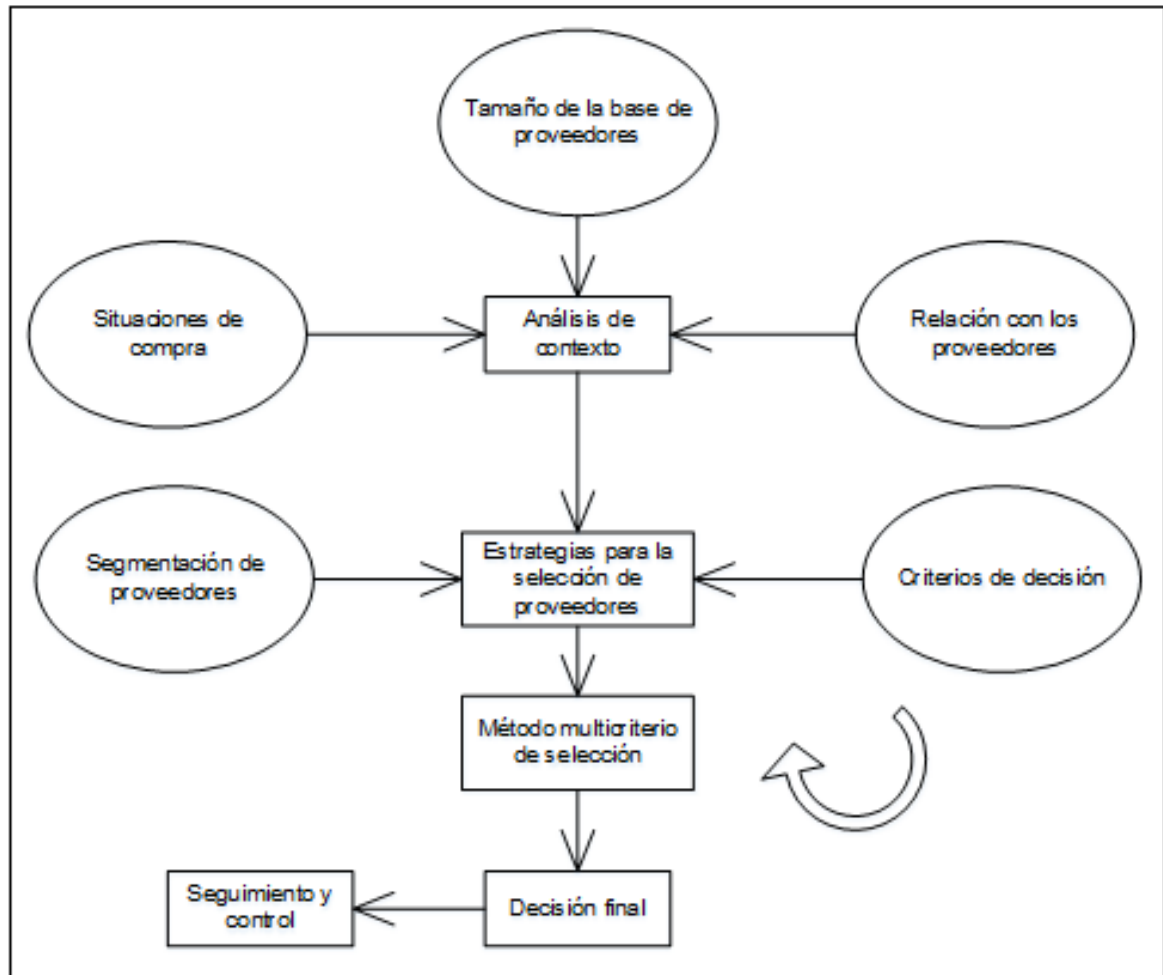 Tamaño de la base de
proveedores
Situaciones de
compra
Análisis de
contexto
Relación con los
proveedores
Segmentación de
proveedores
Estrategias para la
selección de
proveedores
Criterios de decisión
Método multicriterio
de selección
Seguimiento y
control
Decisión final